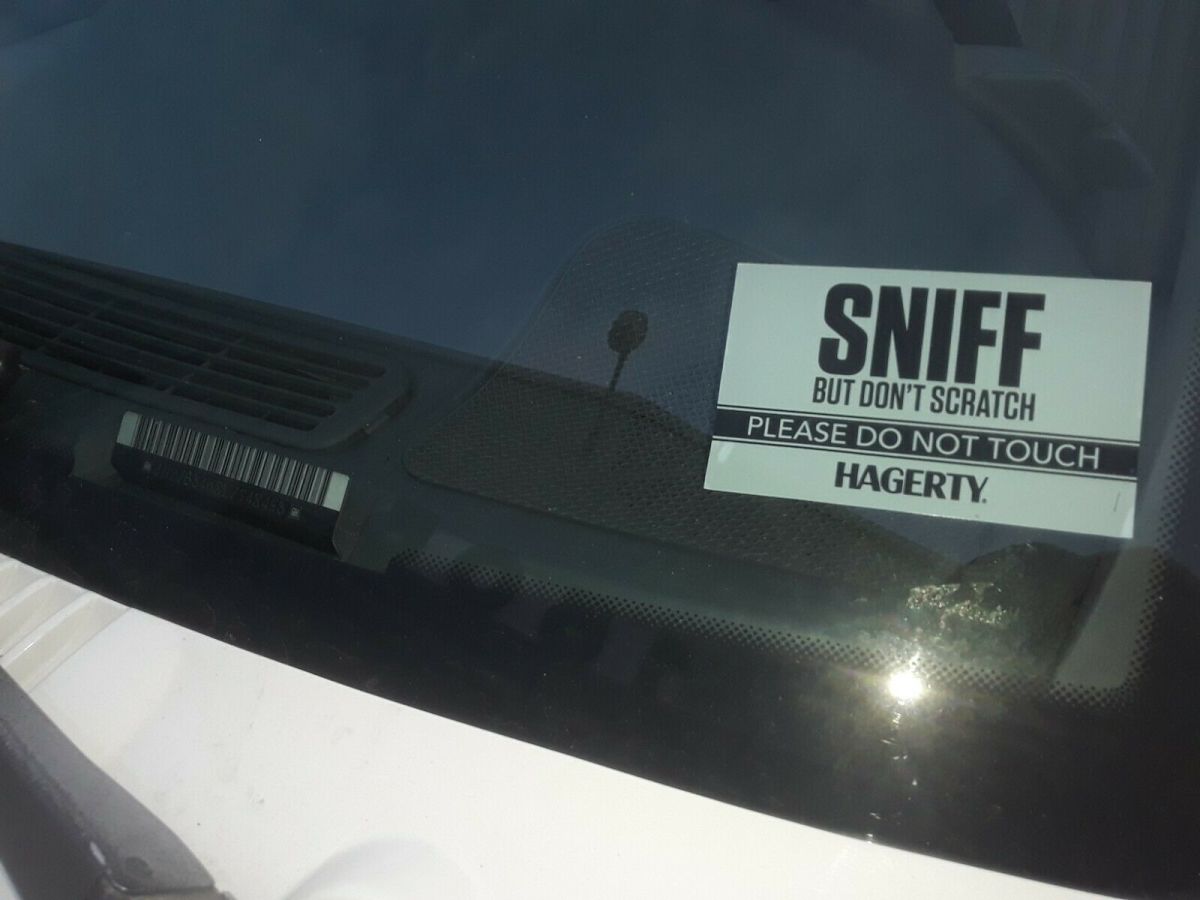 SNIFF
BUT DON'T SCRATCH
PLEASE DO NOT TOUCH
HAGERTY.